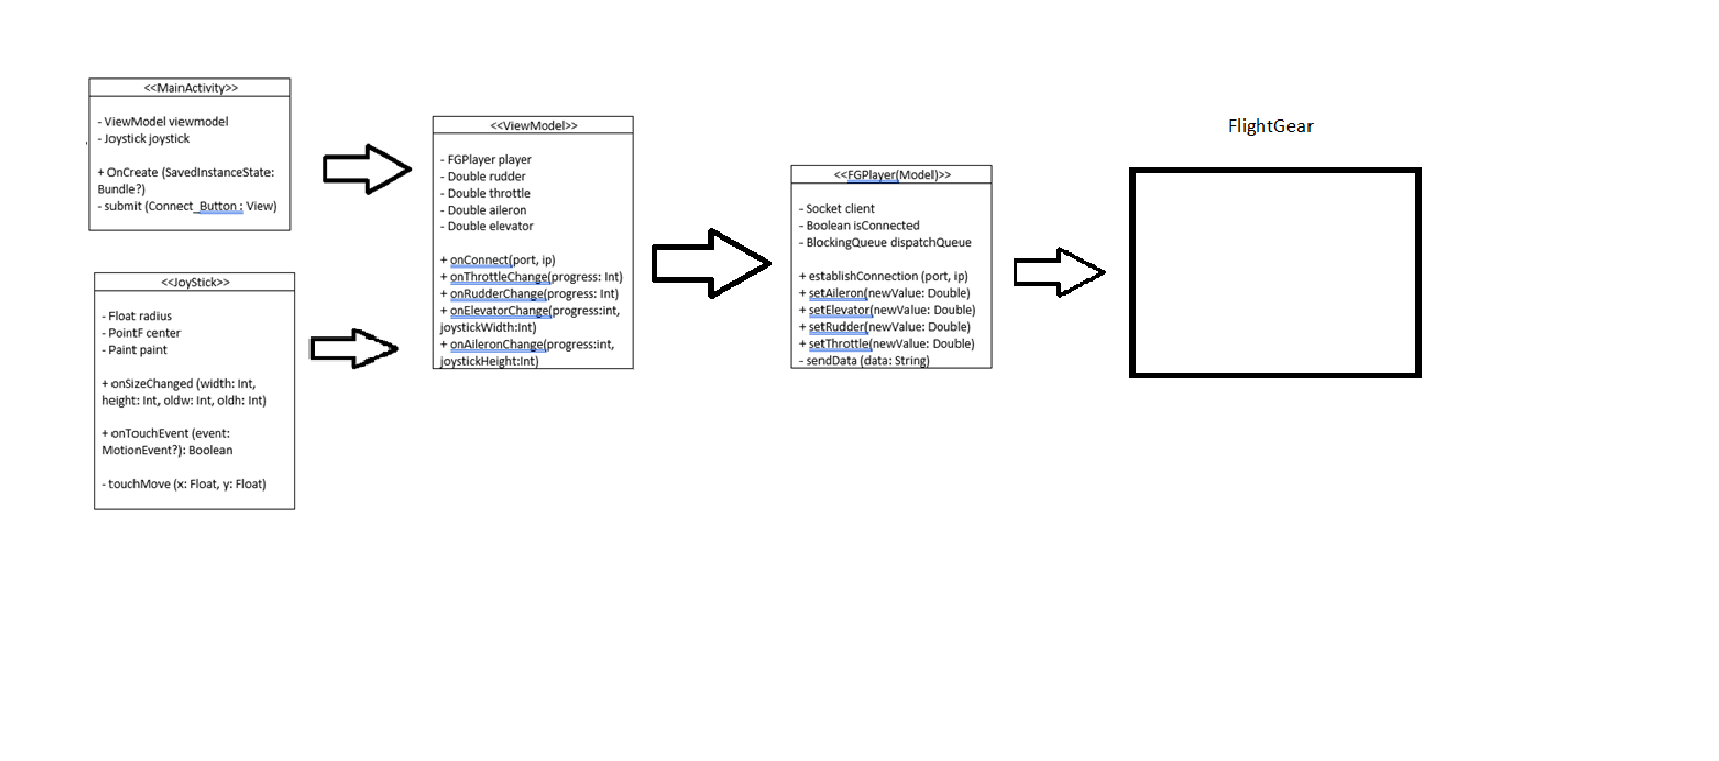 <<MainActivity>>
- ViewModel viewmodel
- Joystick joystick
+ OnCreate (SavedInstanceState:
Bundle?)
- submit (Connect_Button : View)
<<JoyStick>>
- Float radius
- PointF center
- Paint paint
+ onSizeChanged (width: Int,
height: Int, oldw: Int, oldh: Int)
+ onTouchEvent (event:
MotionEvent?): Boolean
- touchMove (x: Float, y: Float)
<<ViewModel>>
- FGPlayer player
- Double rudder
- Double throttle
- Double aileron
- Double elevator
+ onConnect(port, ip)
+ onThrottleChange(progress: Int)
+ onRudderChange(progress: Int)
+ onElevatorChange(progress:int,
joystickWidth:Int)
+ onAileronChange(progress:int,
joystickHeight:Int)
<<FGPlayer(Model)>>
- Socket client
- Boolean isConnected
- BlockingQueue dispatchQueue
+ establishConnection (port, ip)
+ setAileron(newValue: Double)
+ setElevator(newValue: Double)
+ setRudder(newValue: Double)
+ setThrottle(newValue: Double)
- sendData (data: String)
FlightGear